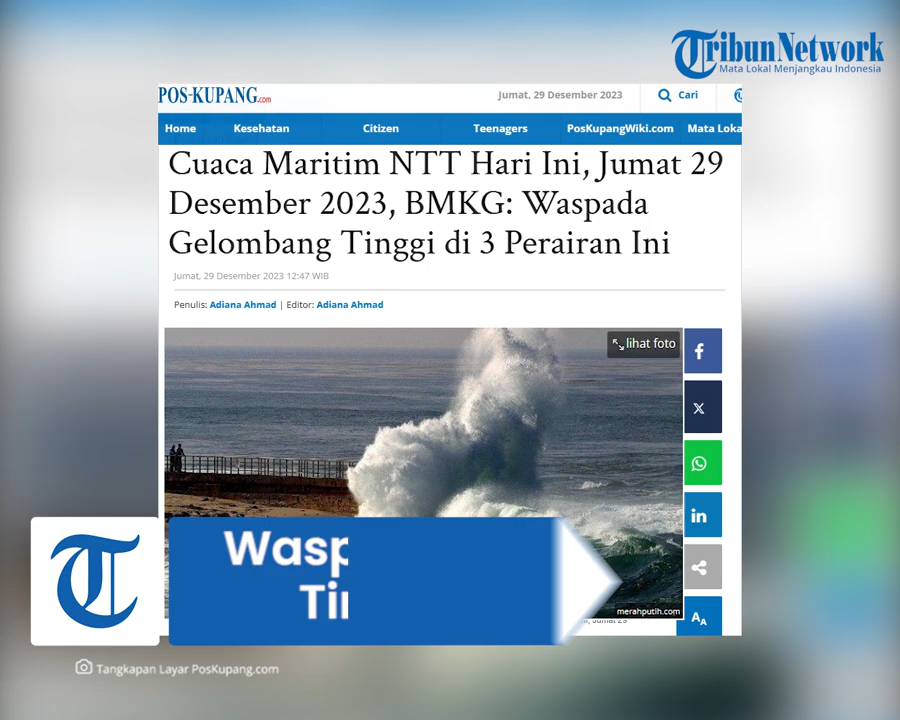 TribunNetwork
Mata Lokal Menjangkau Indonesia
POS-KUPANG.com
Jumat, 29 Desember 2023
Cari
Home Kesehatan Citizen Teenagers PosKupangWiki.com Mata Loka
Cuaca Maritim NTT Hari Ini, Jumat 29
Desember 2023, BMKG: Waspada
Gelombang Tinggi di 3 Perairan Ini
Jumat, 29 Desember 2023 12:47 WIB
Penulis: Adiana Ahmad | Editor: Adiana Ahmad
lihat foto
merahputih.com
Jumat 29
Wasp
Ti
Tangkapan Layar PosKupang.com